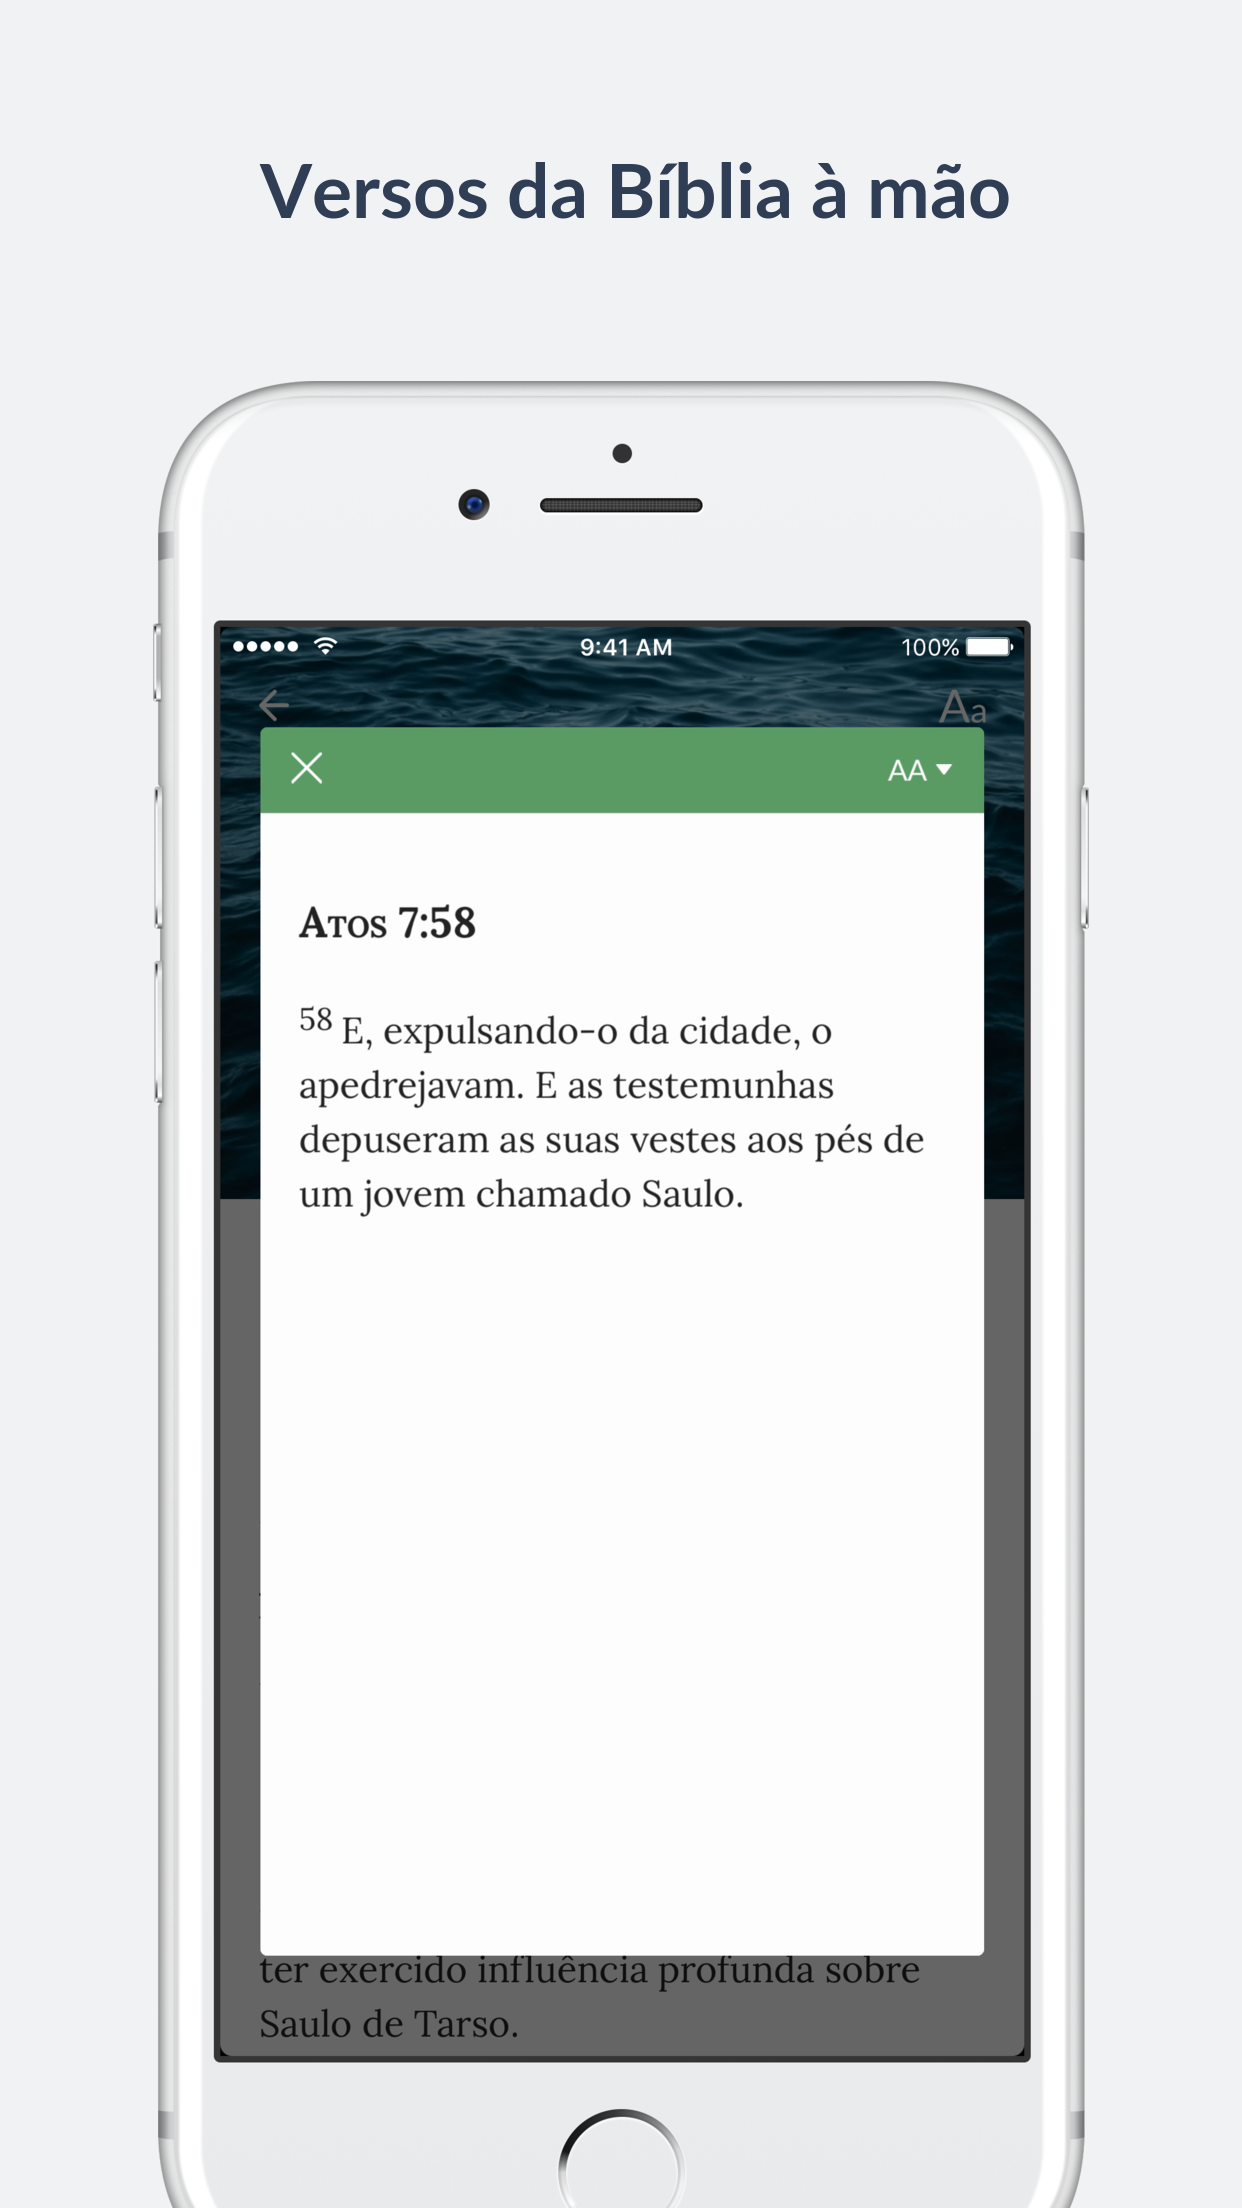 Versos da Bíblia à mão
9:41 AM
100%
Aa
AA
Atos 7:58
58 E, expulsando-o da cidade, o
apedrejavam. E as testemunhas
depuseram as suas vestes aos pés de
um jovem chamado Saulo.
ter exercido influência profunda sobre
Saulo de Tarso.